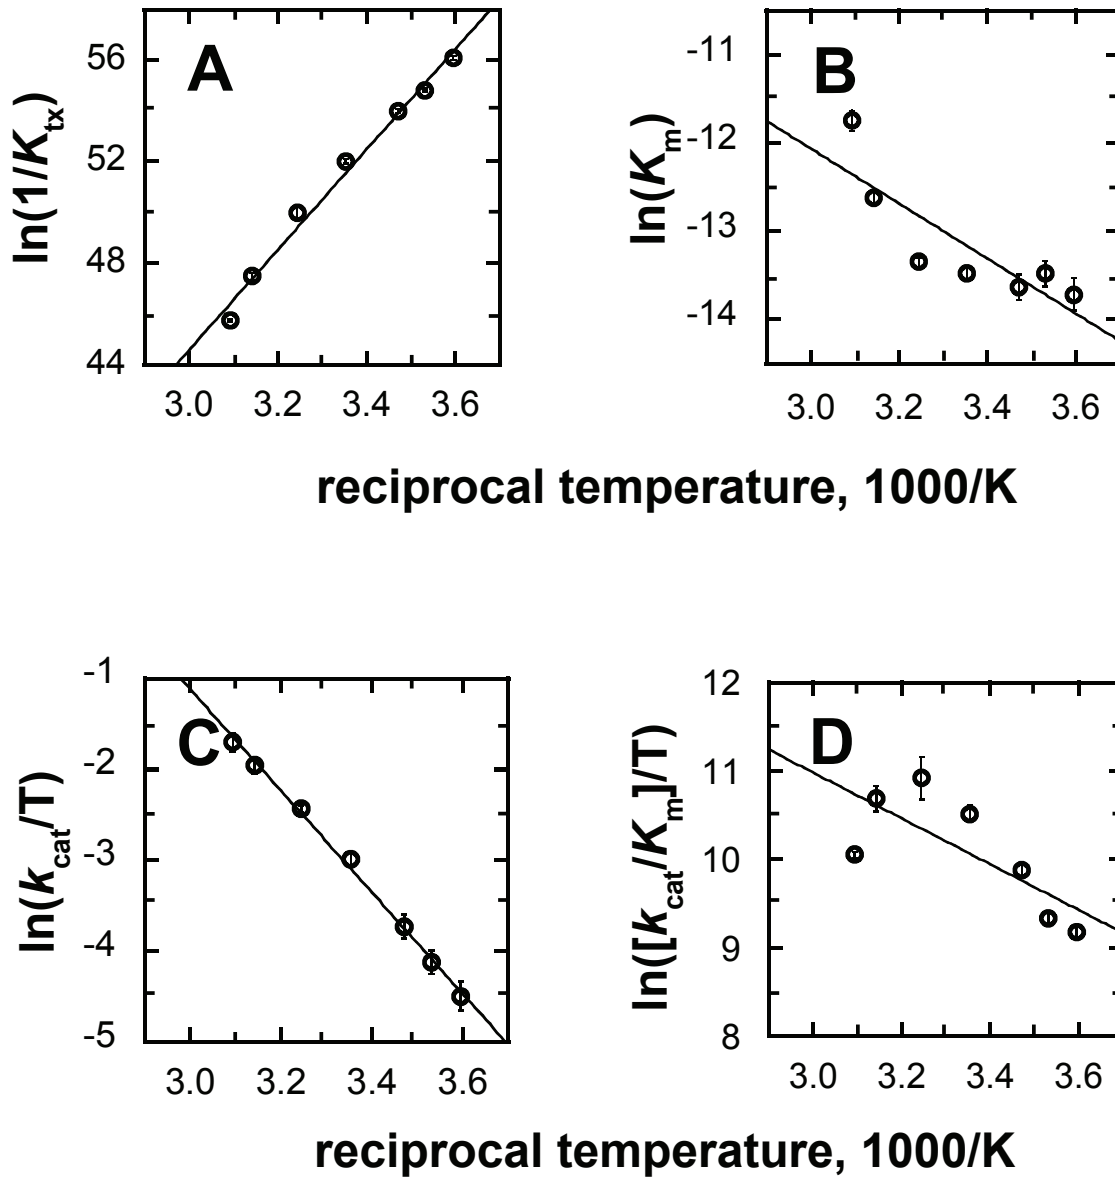 A
ln(1/Ktx)
56
52
48
44
3.0 3.2 3.4 3.6
B
ln(Km)
-11
-12
-13
-14
3.0 3.2 3.4 3.6
reciprocal temperature, 1000/K
C
ln(kcat/T)
-1
-2
-3
-4
-5
3.0 3.2 3.4 3.6
D
ln([kcat/Km]/T)
12
11
10
9
8
3.0 3.2 3.4 3.6
reciprocal temperature, 1000/K